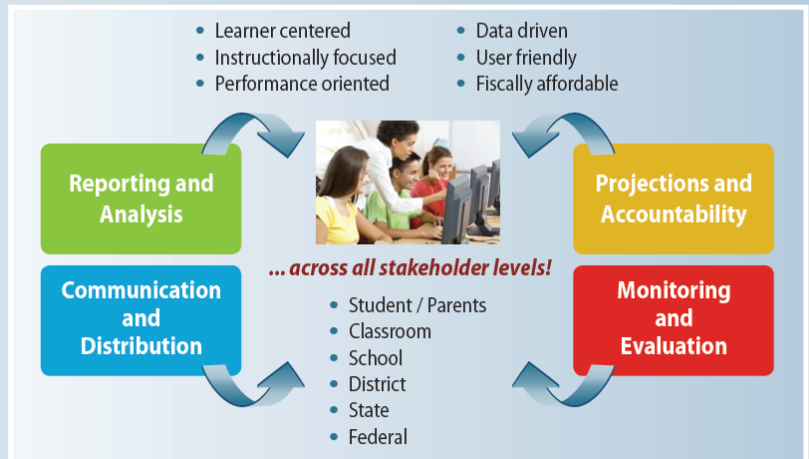 • Learner centered
• Instructionally focused
• Performance oriented
• Data driven
• User friendly
• Fiscally affordable
Reporting and
Analysis
Projections and
Accountability
... across all stakeholder levels!
Communication
and
Distribution
Monitoring
and
Evaluation
• Student / Parents
• Classroom
• School
• District
• State
• Federal